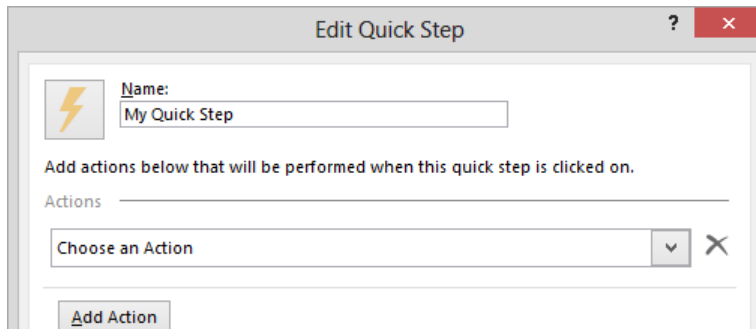 Edit Quick Step
?
Name:
My Quick Step
Add actions below that will be performed when this quick step is clicked on.
Actions
Choose an Action
Add Action